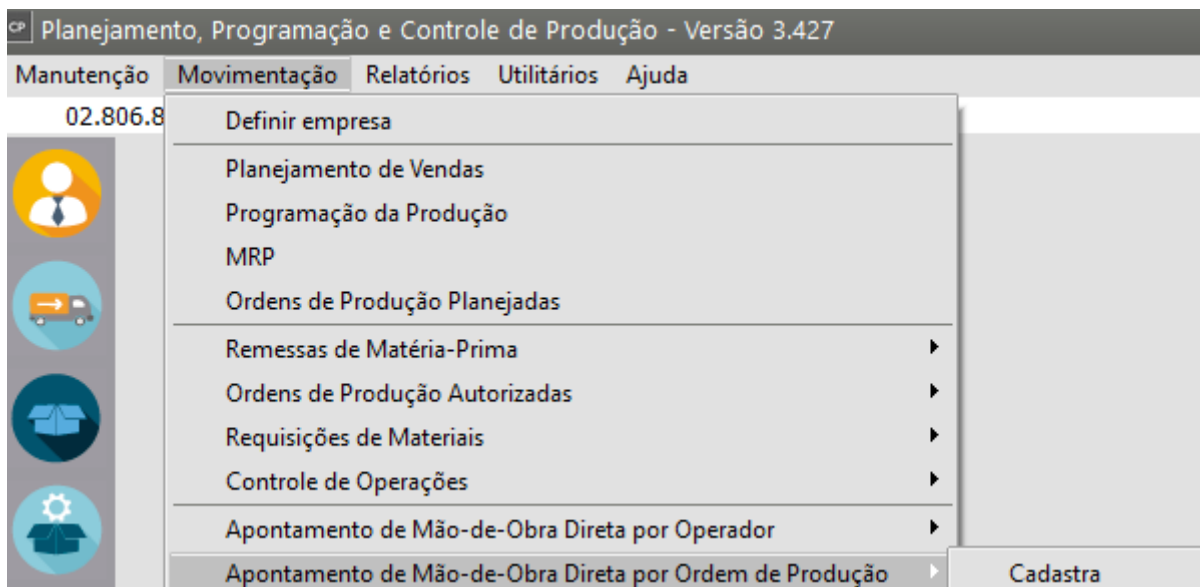 CP Planejamento, Programação e Controle de Produção - Versão 3.427
Manutenção Movimentação Relatórios Utilitários Ajuda
02.806.8
Definir empresa
Planejamento de Vendas
Programação da Produção
MRP
Ordens de Produção Planejadas
Remessas de Matéria-Prima
Ordens de Produção Autorizadas
Requisições de Materiais
Controle de Operações
Apontamento de Mão-de-Obra Direta por Operador
Apontamento de Mão-de-Obra Direta por Ordem de Produção Cadastra